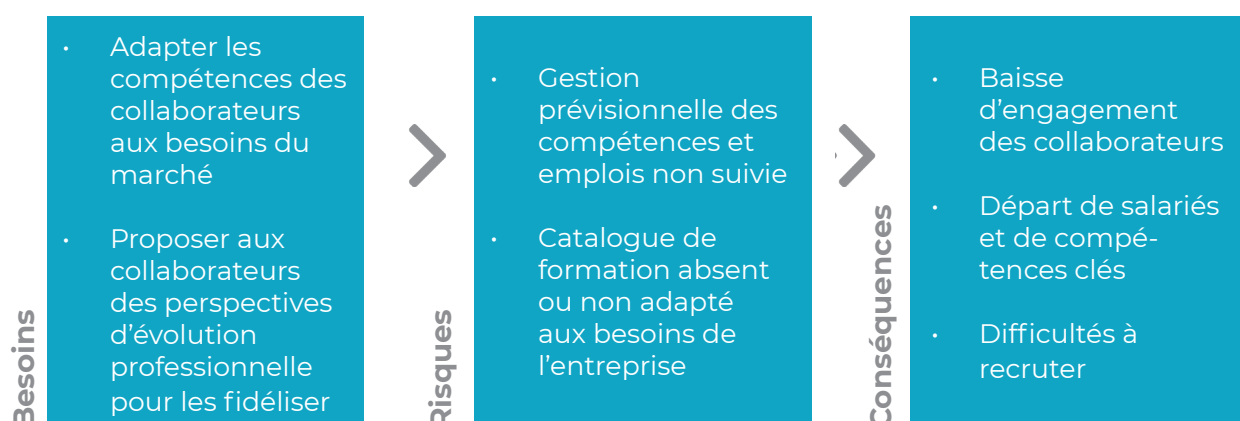 Besoins
• Adapter les
compétences des
collaborateurs
aux besoins du
marché
• Proposer aux
collaborateurs
des perspectives
d’évolution
professionnelle
pour les fidéliser
Risques
• Gestion
prévisionnelle des
compétences et
emplois non suivie
• Catalogue de
formation absent
ou non adapté
aux besoins de
l’entreprise
Conséquences
• Baisse
d’engagement
des collaborateurs
• Départ de salariés
et de compé-
tences clés
• Difficultés à
recruter